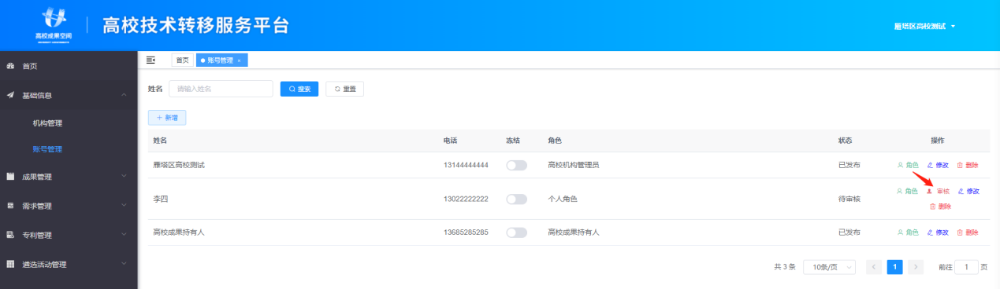 高校成果空间
高校技术转移服务平台
雁塔区高校测试
首页
首页
账号管理 ×
基础信息
姓名 请输入姓名 搜索 重置
机构管理
+ 新增
账号管理
姓名 电话 冻结 角色 状态 操作
雁塔区高校测试 13144444444 高校机构管理员 已发布 角色 修改 删除
成果管理
李四 13022222222 个人角色 待审核 角色 审核 修改 删除
需求管理
高校成果持有人 13685285285 高校成果持有人 已发布 角色 修改 删除
专利管理
遴选活动管理
共 3 条 10条/页 < 1 > 前往 1 页